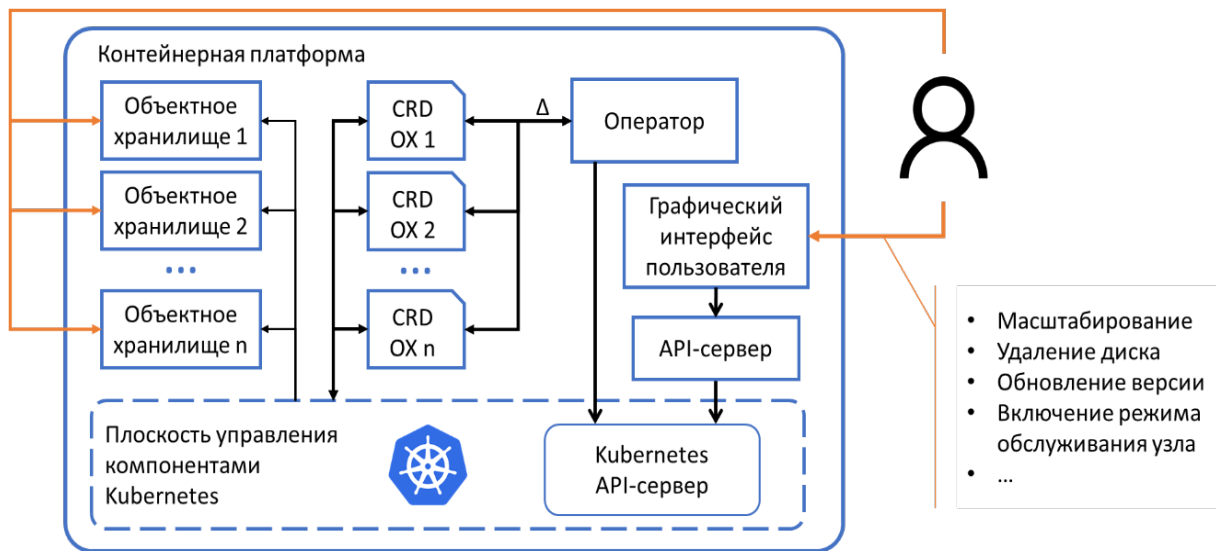 Контейнерная платформа
Объектное
хранилище 1
Объектное
хранилище 2
...
Объектное
хранилище n
CRD
ОХ 1
CRD
ОХ 2
...
CRD
ОХ n
Δ
Оператор
Графический
интерфейс
пользователя
API-сервер
Плоскость управления
компонентами
Kubernetes
Kubernetes
API-сервер
• Масштабирование
• Удаление диска
• Обновление версии
• Включение режима
обслуживания узла
• ...